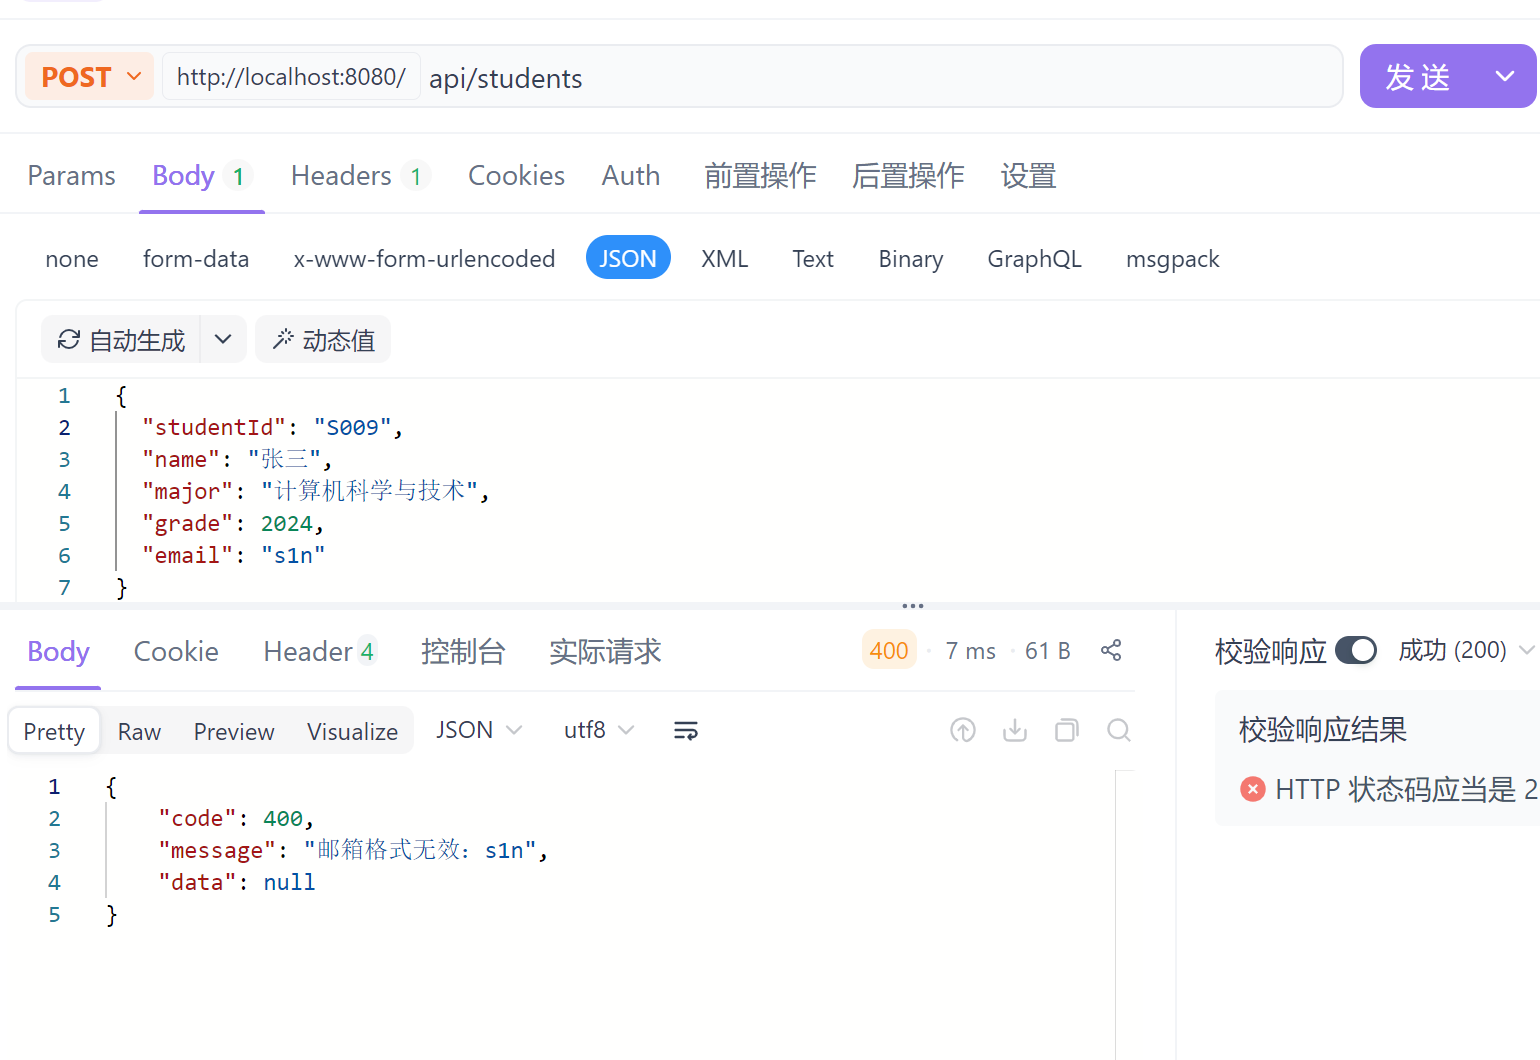 POST http://localhost:8080/ api/students 发 送
Params Body 1 Headers 1 Cookies Auth 前置操作 后置操作 设置
none form-data x-www-form-urlencoded JSON XML Text Binary GraphQL msgpack
自动生成 动态值
1 {
2 "studentId": "S009",
3 "name": "张三",
4 "major": "计算机科学与技术",
5 "grade": 2024,
6 "email": "s1n"
7 }
Body Cookie Header 4 控制台 实际请求 400 · 7 ms · 61 B
Pretty Raw Preview Visualize JSON utf8
1 {
2 "code": 400,
3 "message": "邮箱格式无效：s1n",
4 "data": null
5 }
校验响应 成功 (200)
校验响应结果
HTTP 状态码应当是 2